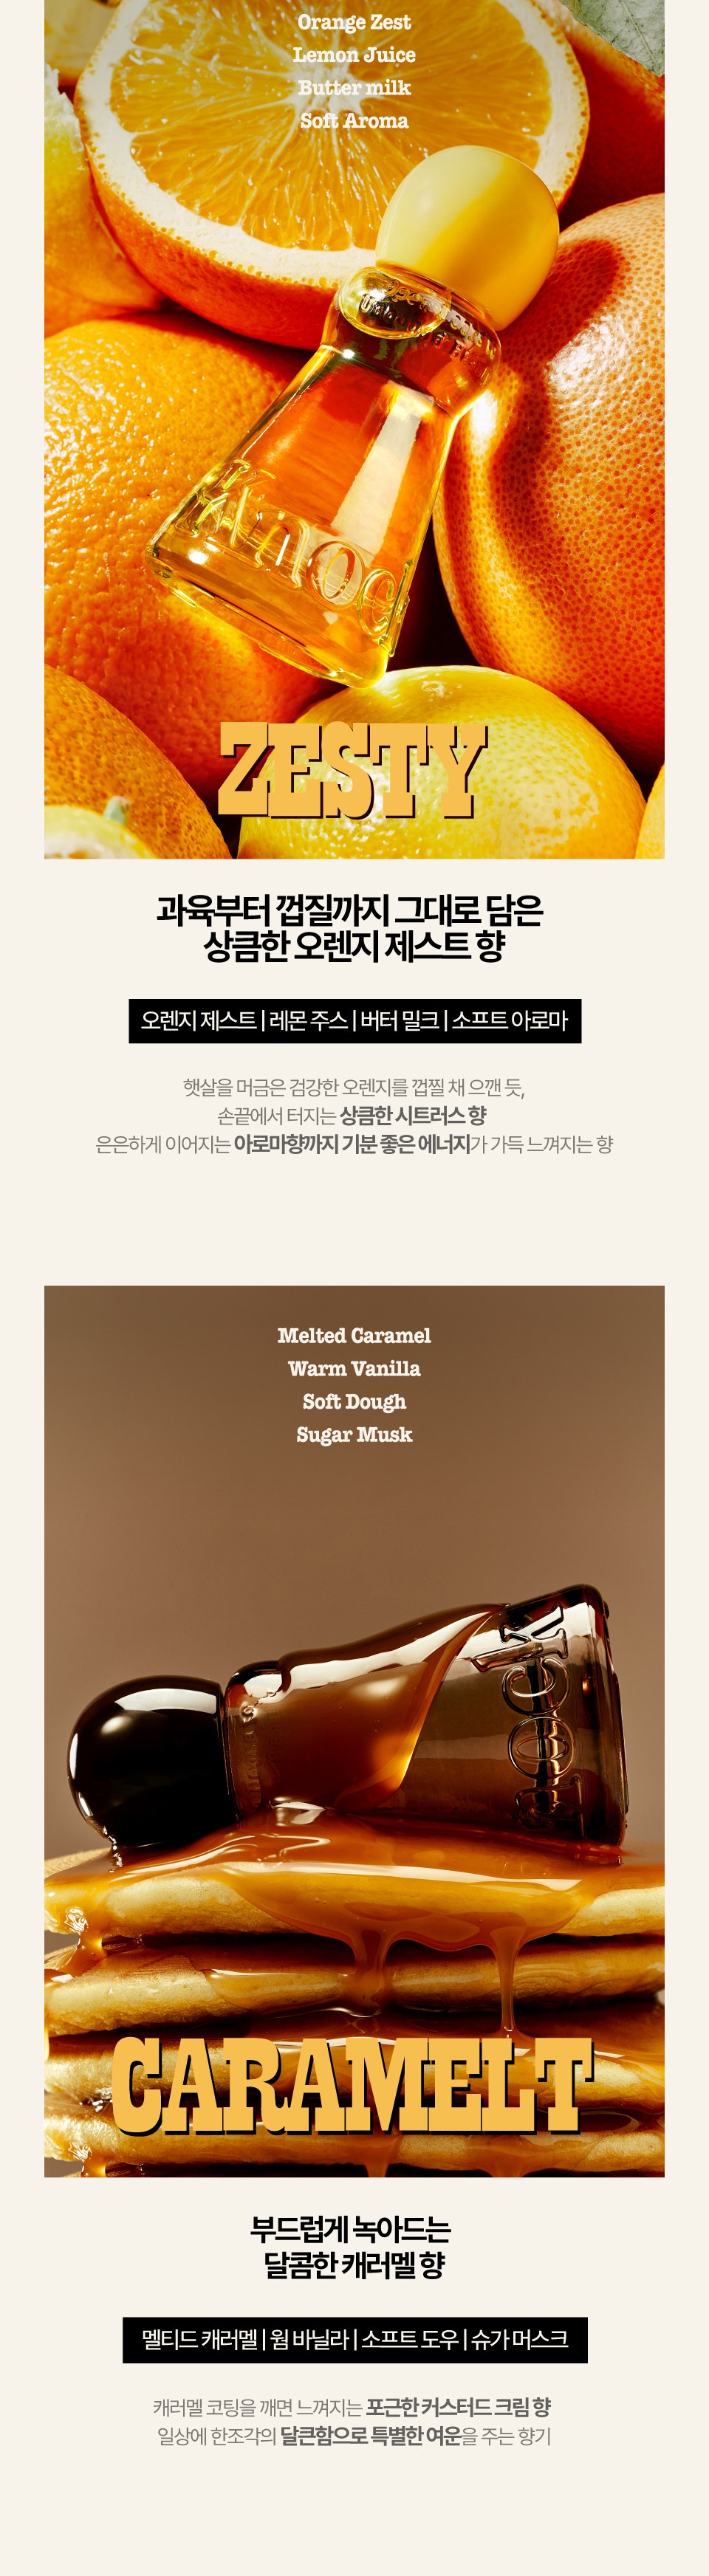 Orange Zest
Lemon Juice
Butter milk
Soft Aroma
ZESTY
과육부터 껍질까지 그대로 담은
상큼한 오렌지 제스트 향
오렌지 제스트 | 레몬 주스 | 버터 밀크 | 소프트 아로마
햇살을 머금은 검강한 오렌지를 껍찔 채 으깬 듯,
손끝에서 터지는 상큼한 시트러스 향
은은하게 이어지는 아로마향까지 기분 좋은 에너지가 가득 느껴지는 향
Melted Caramel
Warm Vanilla
Soft Dough
Sugar Musk
CARAMELT
부드럽게 녹아드는
달콤한 캐러멜 향
멜티드 캐러멜 | 웜 바닐라 | 소프트 도우 | 슈가 머스크
캐러멜 코팅을 깨면 느껴지는 포근한 커스터드 크림 향
일상에 한조각의 달큰함으로 특별한 여운을 주는 향기